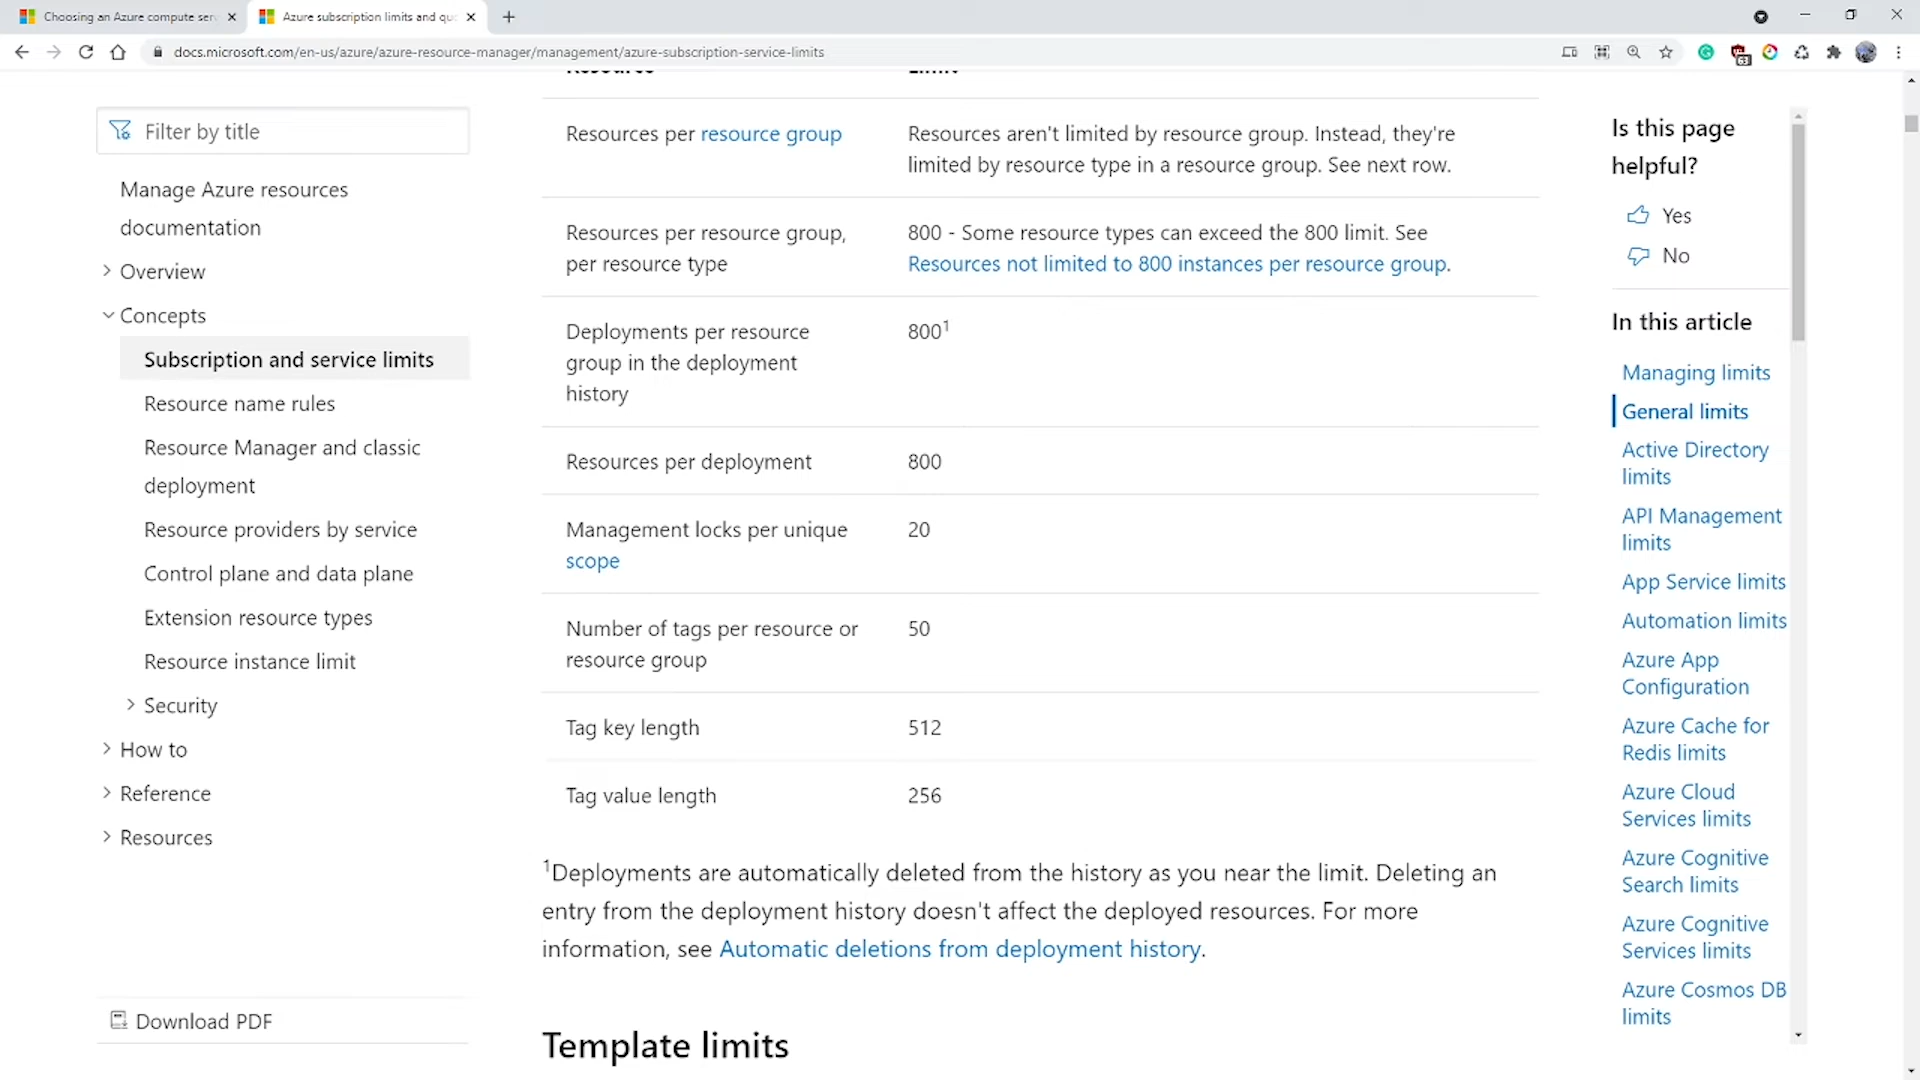 Choosing an Azure compute ser
Azure subscription limits and quo
docs.microsoft.com/en-us/azure/azure-resource-manager/management/azure-subscription-service-limits
63
Filter by title
Manage Azure resources
documentation
Overview
Concepts
Subscription and service limits
Resource name rules
Resource Manager and classic
deployment
Resource providers by service
Control plane and data plane
Extension resource types
Resource instance limit
Security
How to
Reference
Resources
Download PDF
Resource Limit
Resources per resource group
Resources aren't limited by resource group. Instead, they're
limited by resource type in a resource group. See next row.
Resources per resource group,
per resource type
800 - Some resource types can exceed the 800 limit. See
Resources not limited to 800 instances per resource group.
Deployments per resource
group in the deployment
history
800¹
Resources per deployment
800
Management locks per unique
scope
20
Number of tags per resource or
resource group
50
Tag key length
512
Tag value length
256
¹Deployments are automatically deleted from the history as you near the limit. Deleting an
entry from the deployment history doesn't affect the deployed resources. For more
information, see Automatic deletions from deployment history.
Template limits
Is this page
helpful?
Yes
No
In this article
Managing limits
General limits
Active Directory
limits
API Management
limits
App Service limits
Automation limits
Azure App
Configuration
Azure Cache for
Redis limits
Azure Cloud
Services limits
Azure Cognitive
Search limits
Azure Cognitive
Services limits
Azure Cosmos DB
limits